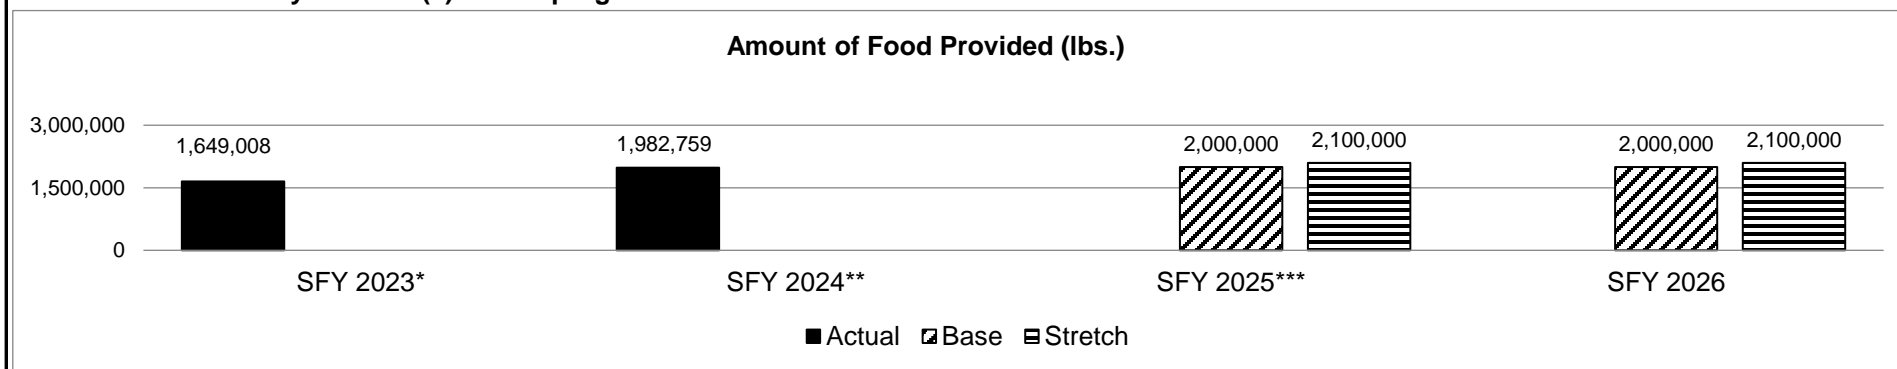 Amount of Food Provided (lbs.)
3,000,000
1,500,000
0
1,649,008
1,982,759
2,000,000
2,100,000
2,000,000
2,100,000
SFY 2023*
SFY 2024**
SFY 2025***
SFY 2026
Actual
Base
Stretch